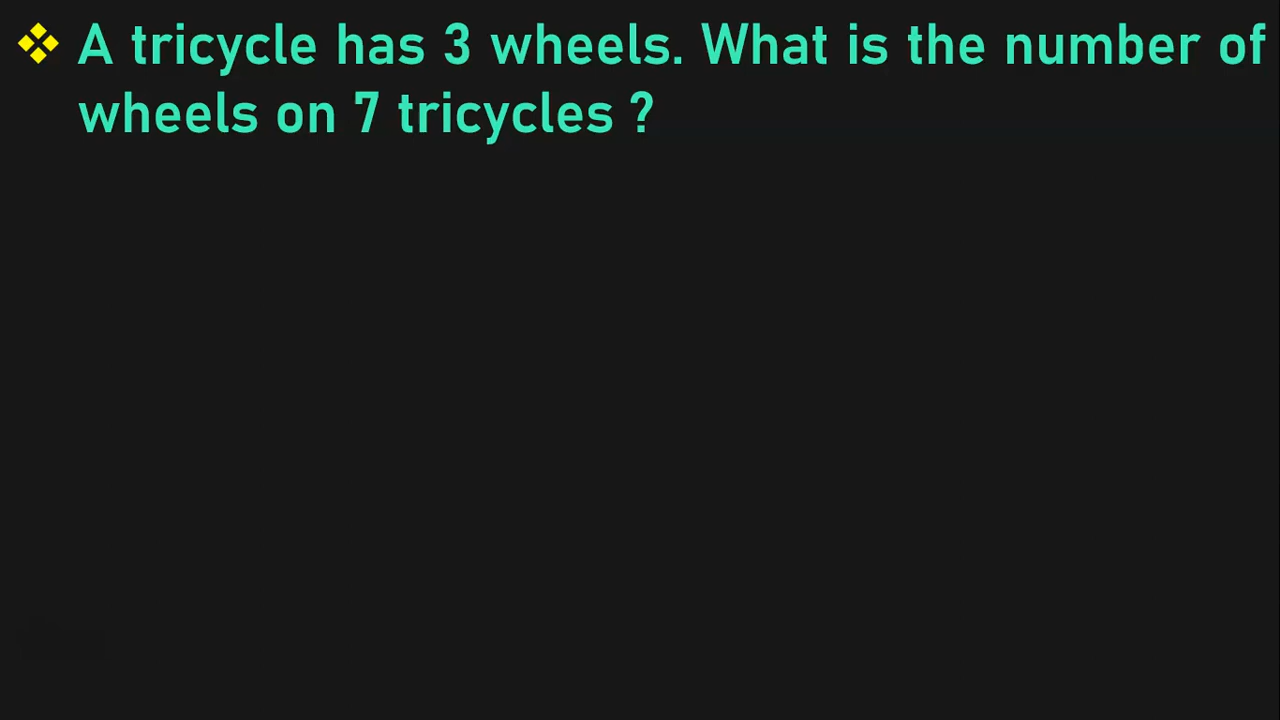 ❖ A tricycle has 3 wheels. What is the number of
wheels on 7 tricycles ?